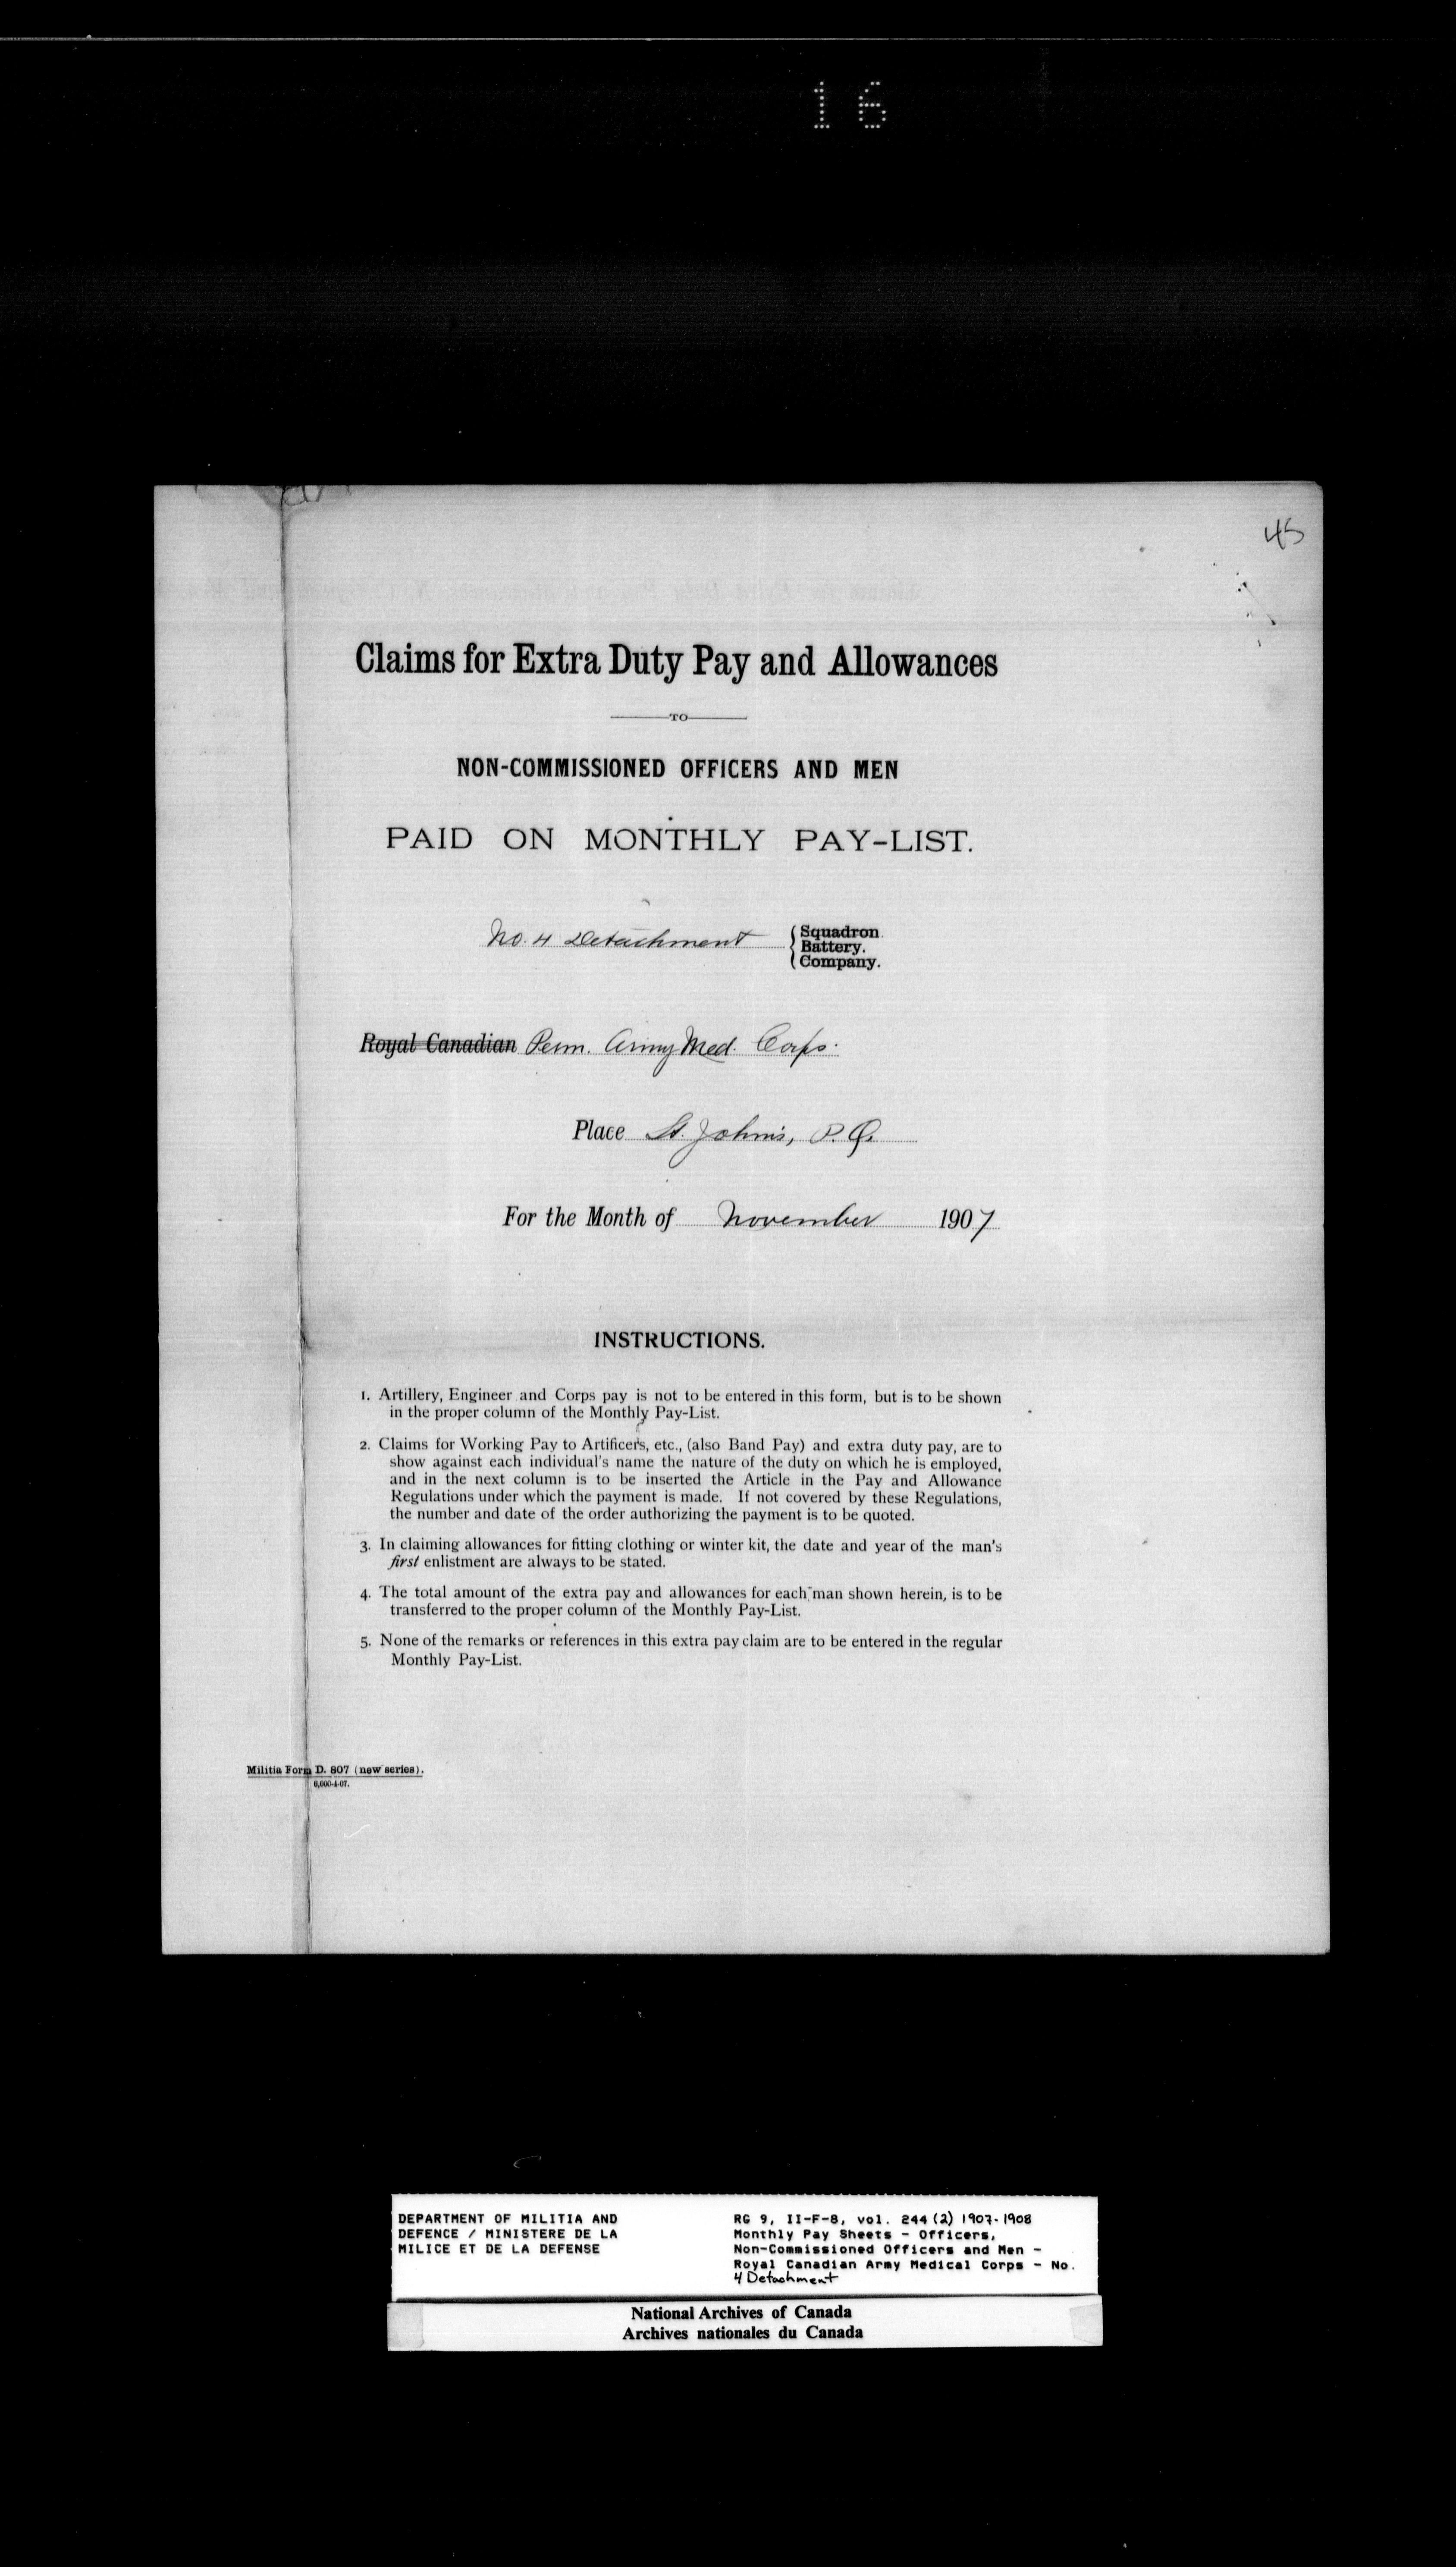 16
45
Claims for Extra Duty Pay and Allowances
TO
NON-COMMISSIONED OFFICERS AND MEN
PAID ON MONTHLY PAY-LIST.
No. 4 Detachment { Squadron.
Battery.
Company.
Royal Canadian Perm. Army Med. Corps.
Place St. John's, P.Q.
For the Month of November 1907
INSTRUCTIONS.
1. Artillery, Engineer and Corps pay is not to be entered in this form, but is to be shown
in the proper column of the Monthly Pay-List.
2. Claims for Working Pay to Artificers, etc., (also Band Pay) and extra duty pay, are to
show against each individual's name the nature of the duty on which he is employed,
and in the next column is to be inserted the Article in the Pay and Allowance
Regulations under which the payment is made. If not covered by these Regulations,
the number and date of the order authorizing the payment is to be quoted.
3. In claiming allowances for fitting clothing or winter kit, the date and year of the man's
first enlistment are always to be stated.
4. The total amount of the extra pay and allowances for each man shown herein, is to be
transferred to the proper column of the Monthly Pay-List.
5. None of the remarks or references in this extra pay claim are to be entered in the regular
Monthly Pay-List.
Militia Form D. 807 (new series).
6,000-4-07.
DEPARTMENT OF MILITIA AND
DEFENCE / MINISTERE DE LA
MILICE ET DE LA DEFENSE
RG 9, II-F-8, vol. 244 (2) 1907-1908
Monthly Pay Sheets - Officers,
Non-Commissioned Officers and Men -
Royal Canadian Army Medical Corps - No.
4 Detachment
National Archives of Canada
Archives nationales du Canada